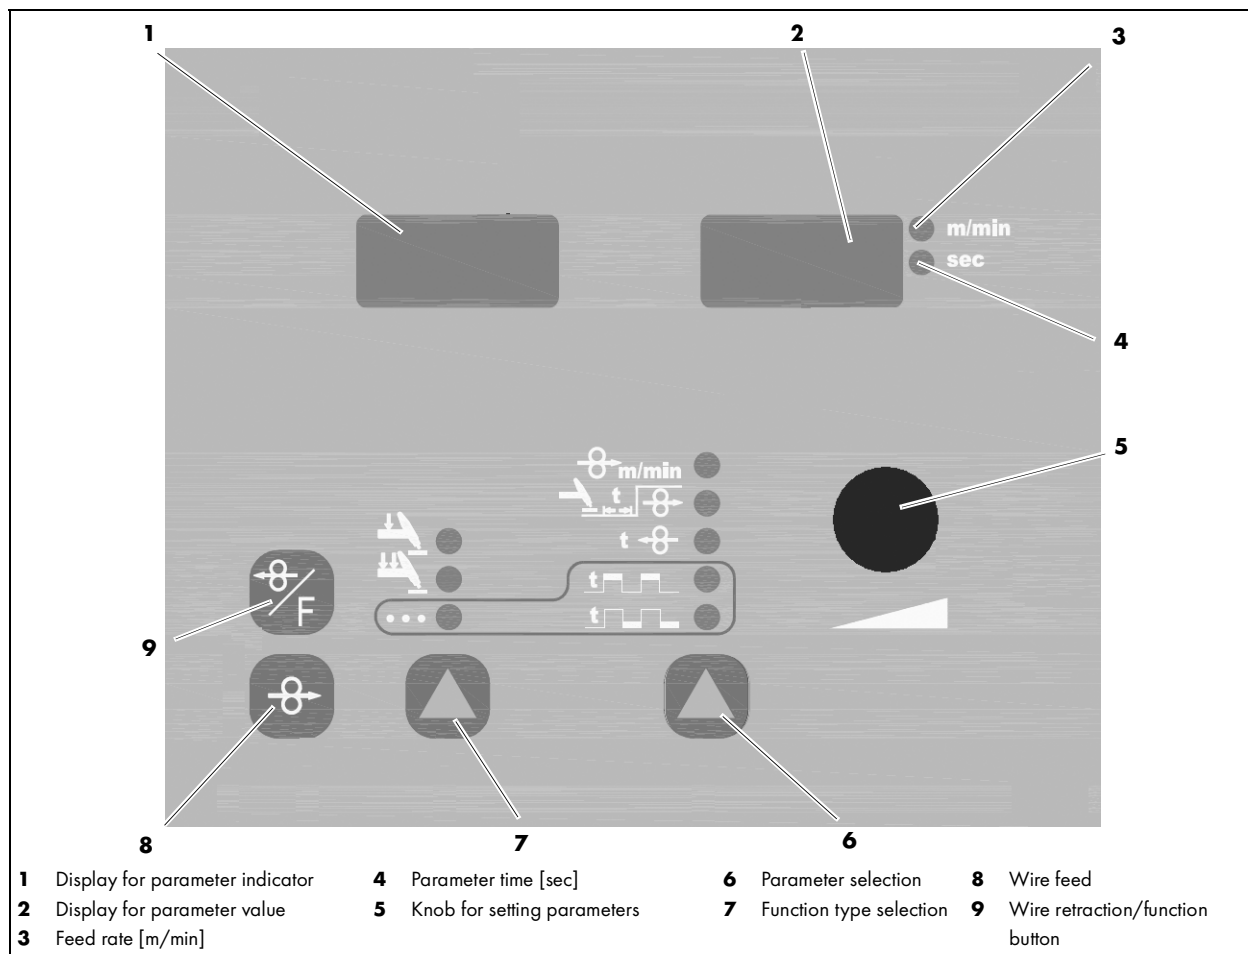 1
2
3
m/min
sec
4
5
m/min
t
t
t
...
t
F
9
8
7
6
1 Display for parameter indicator
2 Display for parameter value
3 Feed rate [m/min]
4 Parameter time [sec]
5 Knob for setting parameters
6 Parameter selection
7 Function type selection
8 Wire feed
9 Wire retraction/function
button